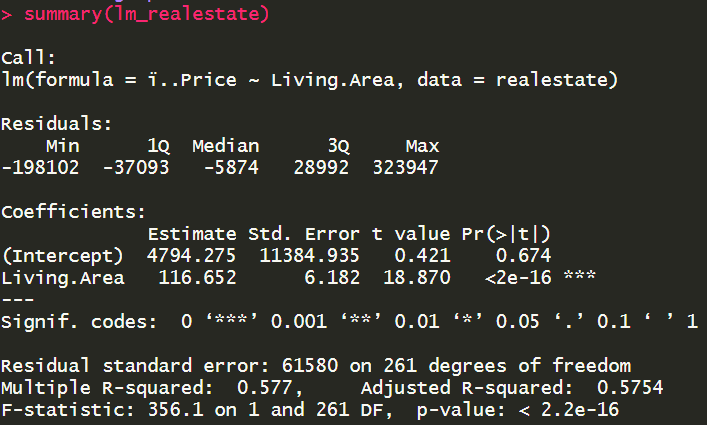 > summary(lm_realestate)
Call:
lm(formula = ï..Price ~ Living.Area, data = realestate)
Residuals:
    Min      1Q  Median      3Q     Max
-198102  -37093   -5874   28992  323947
Coefficients:
             Estimate Std. Error t value Pr(>|t|)
(Intercept)  4794.275  11384.935   0.421    0.674
Living.Area   116.652      6.182  18.870   <2e-16 ***
---
Signif. codes:  0 ‘***’ 0.001 ‘**’ 0.01 ‘*’ 0.05 ‘.’ 0.1 ‘ ’ 1
Residual standard error: 61580 on 261 degrees of freedom
Multiple R-squared:  0.577,     Adjusted R-squared:  0.5754
F-statistic: 356.1 on 1 and 261 DF,  p-value: < 2.2e-16